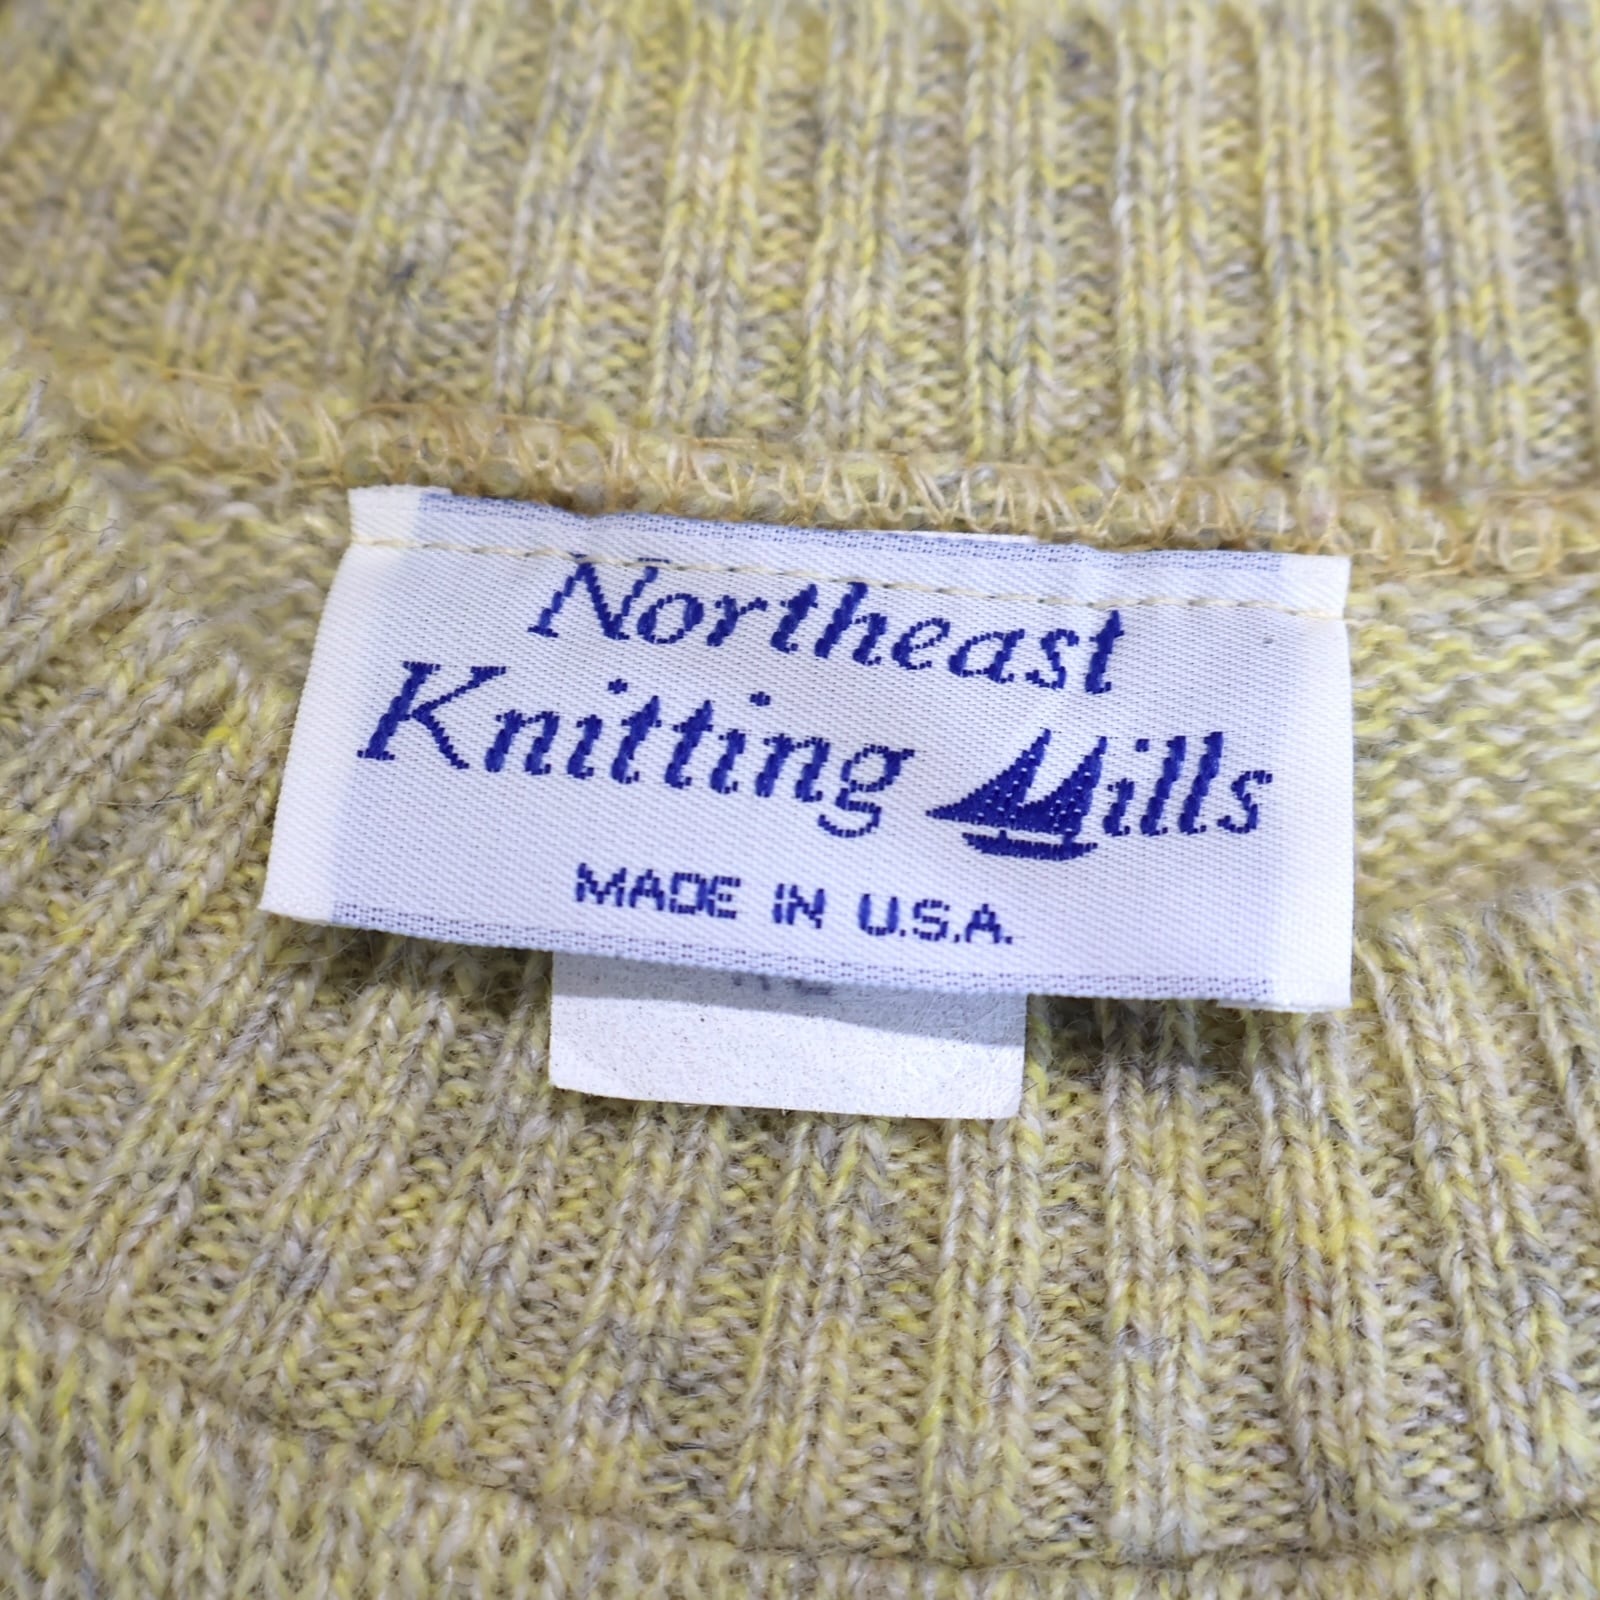 Northeast
Knitting Mills
MADE IN U.S.A.